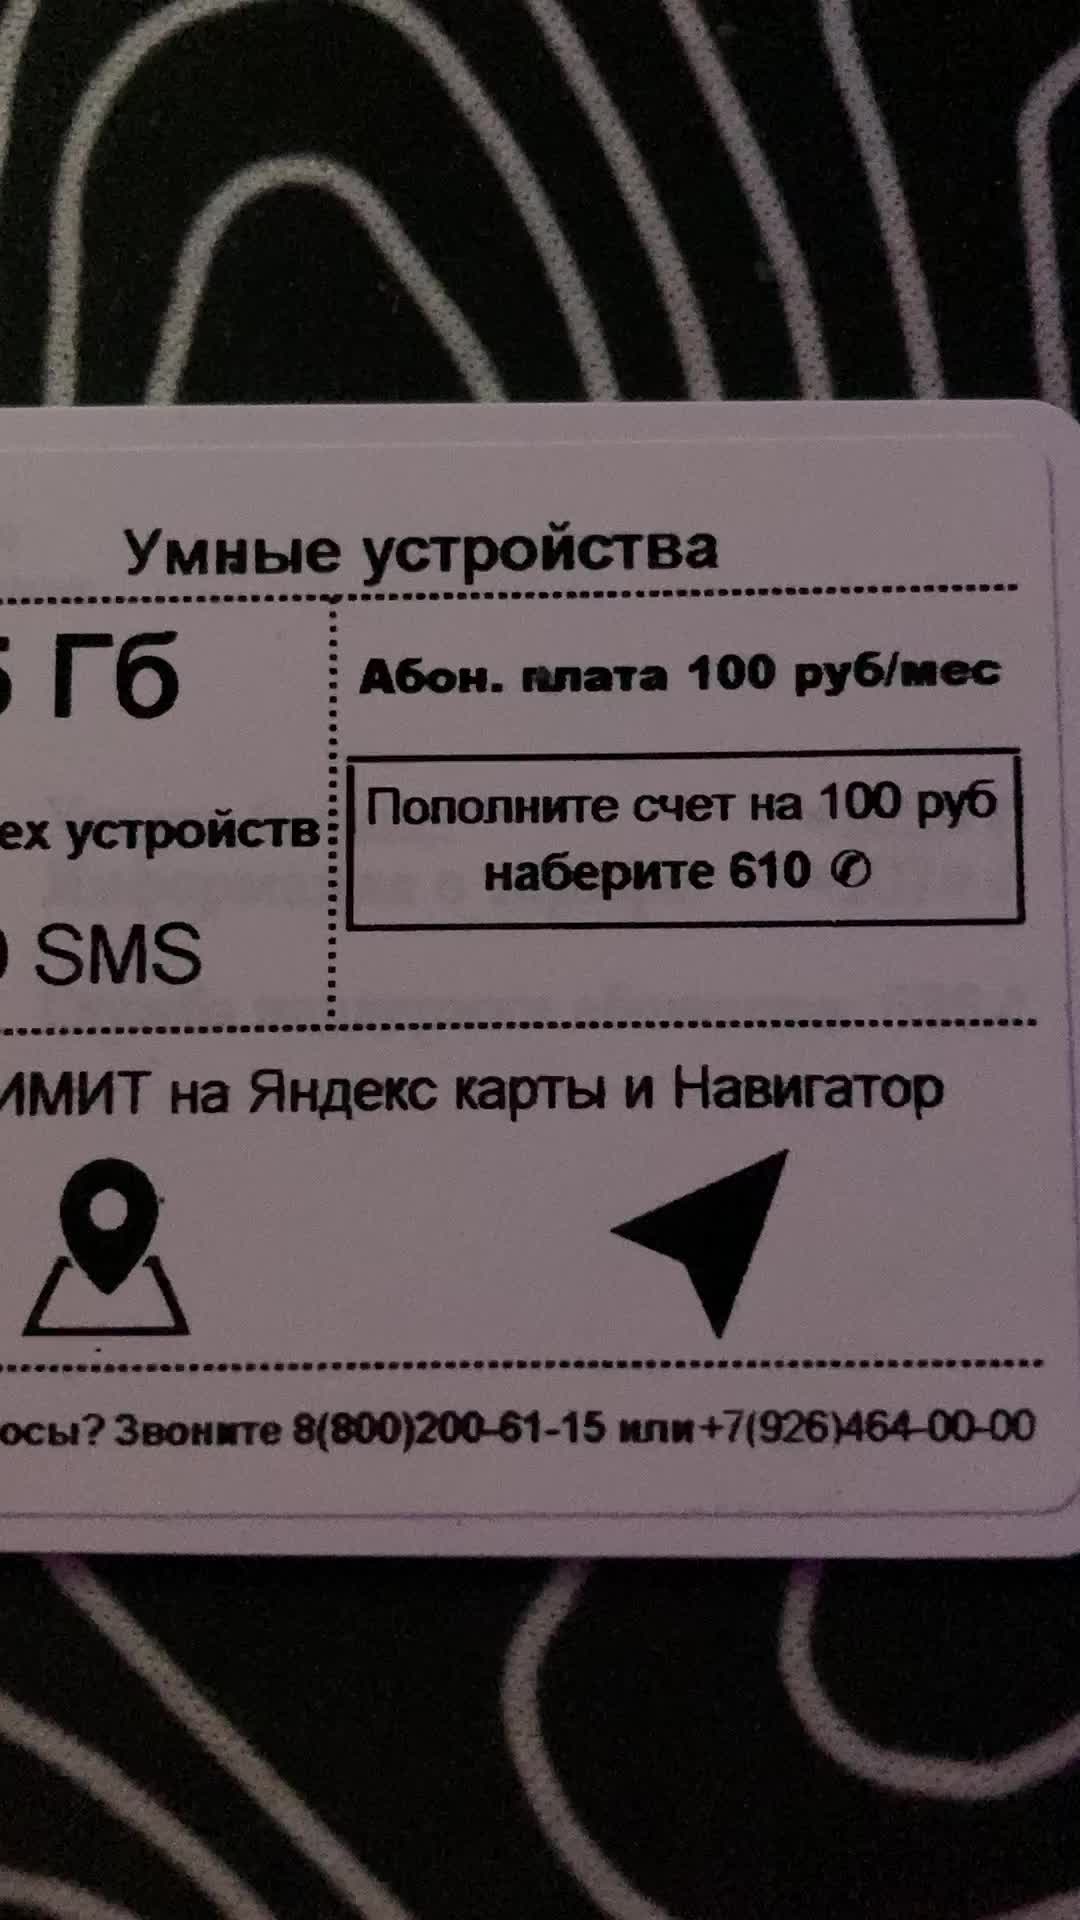 Умные устройства
Гб
Абон. плата 100 руб/мес
Пополните счет на 100 руб
наберите 610 ✆
устройств
SMS
на Яндекс карты и Навигатор
Звоните 8(800)200-61-15 или +7(926)464-00-00